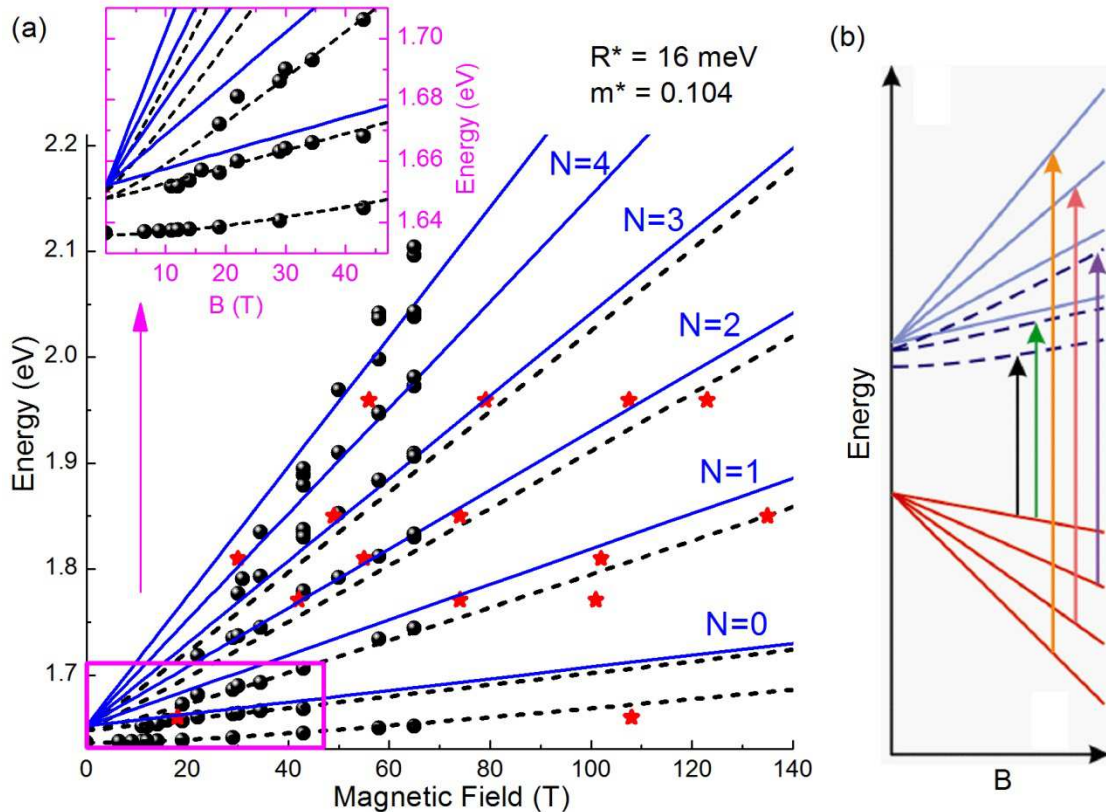 (a)
R* = 16 meV
m* = 0.104
1.70
1.68
1.66
1.64
Energy (eV)
10 20 30 40
B (T)
N=4
N=3
N=2
N=1
N=0
2.2
2.1
2.0
1.9
1.8
1.7
Energy (eV)
0 20 40 60 80 100 120 140
Magnetic Field (T)
(b)
Energy
B